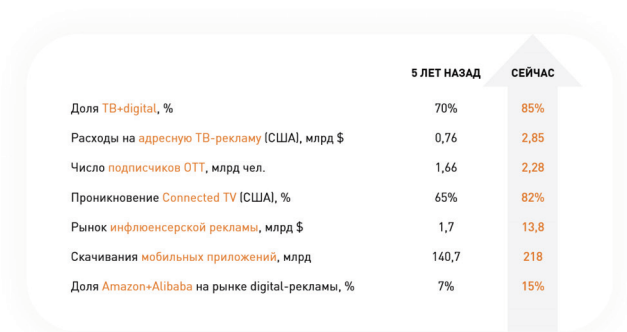 5 ЛЕТ НАЗАД СЕЙЧАС
Доля ТВ+digital, % 70% 85%
Расходы на адресную ТВ-рекламу (США), млрд $ 0,76 2,85
Число подписчиков OTT, млрд чел. 1,66 2,28
Проникновение Connected TV (США), % 65% 82%
Рынок инфлюенсерской рекламы, млрд $ 1,7 13,8
Скачивания мобильных приложений, млрд 140,7 218
Доля Amazon+Alibaba на рынке digital-рекламы, % 7% 15%